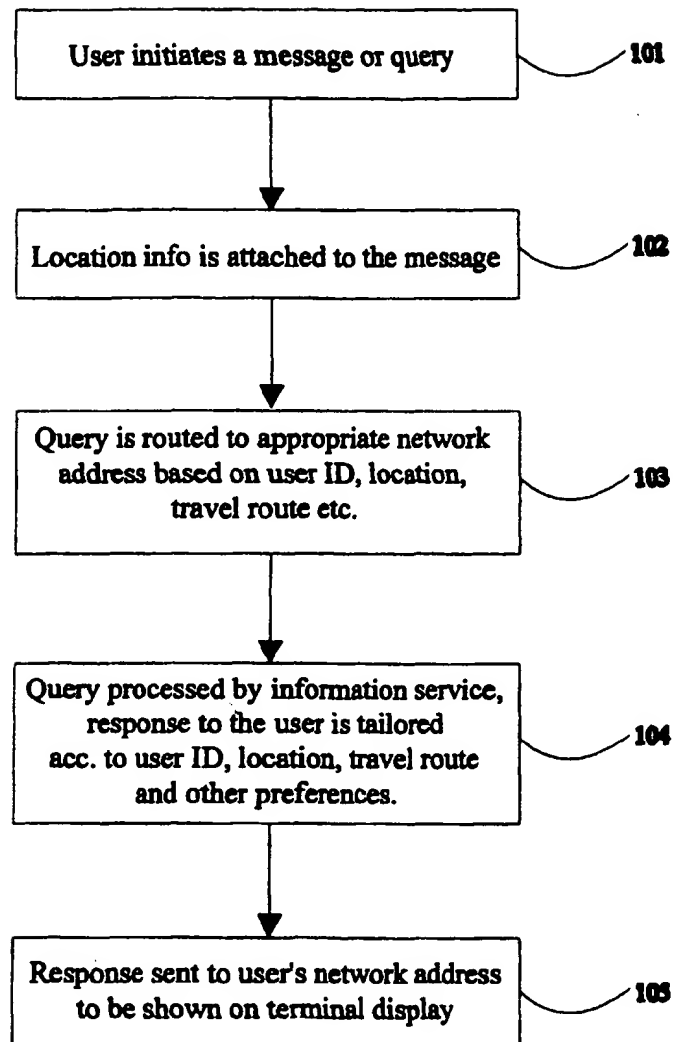 User initiates a message or query
101
Location info is attached to the message
102
Query is routed to appropriate network
address based on user ID, location,
travel route etc.
103
Query processed by information service,
response to the user is tailored
acc. to user ID, location, travel route
and other preferences.
104
Response sent to user's network address
to be shown on terminal display
105